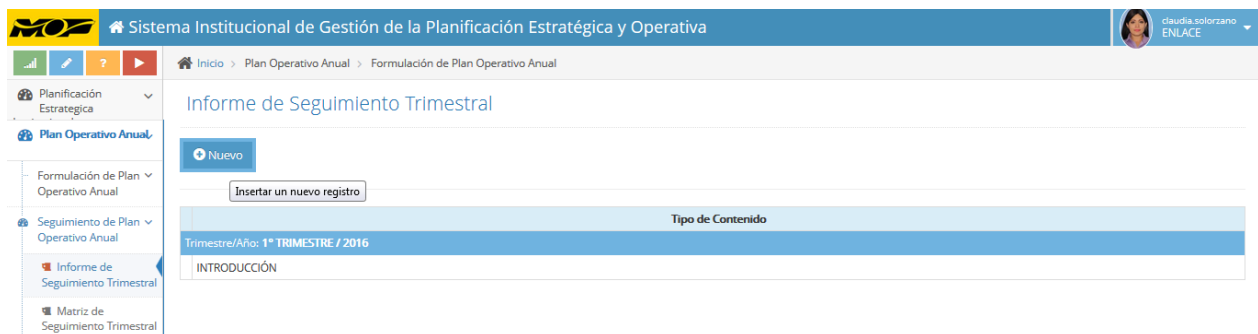 MOP
Sistema Institucional de Gestión de la Planificación Estratégica y Operativa
claudia.solorzano
ENLACE
Inicio > Plan Operativo Anual > Formulación de Plan Operativo Anual
Planificación
Estrategica
Plan Operativo Anual
Formulación de Plan
Operativo Anual
Seguimiento de Plan
Operativo Anual
Informe de
Seguimiento Trimestral
Matriz de
Seguimiento Trimestral
Informe de Seguimiento Trimestral
Nuevo
Insertar un nuevo registro
Tipo de Contenido
Trimestre/Año: 1° TRIMESTRE / 2016
INTRODUCCIÓN